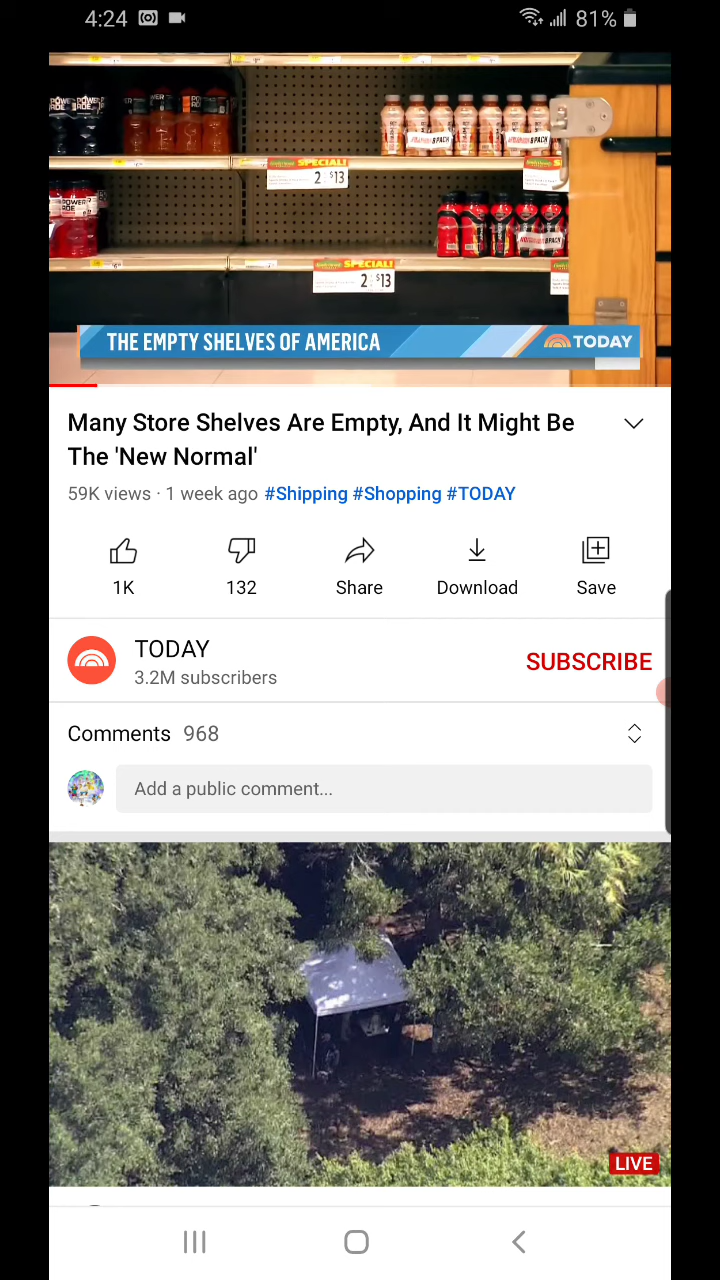 4:24
81%
POWER
SPECIAL!
2 $13
SPECIAL!
2 $13
THE EMPTY SHELVES OF AMERICA
TODAY
Many Store Shelves Are Empty, And It Might Be
The 'New Normal'
59K views · 1 week ago #Shipping #Shopping #TODAY
1K
132
Share
Download
Save
TODAY
3.2M subscribers
SUBSCRIBE
Comments 968
Add a public comment...
LIVE